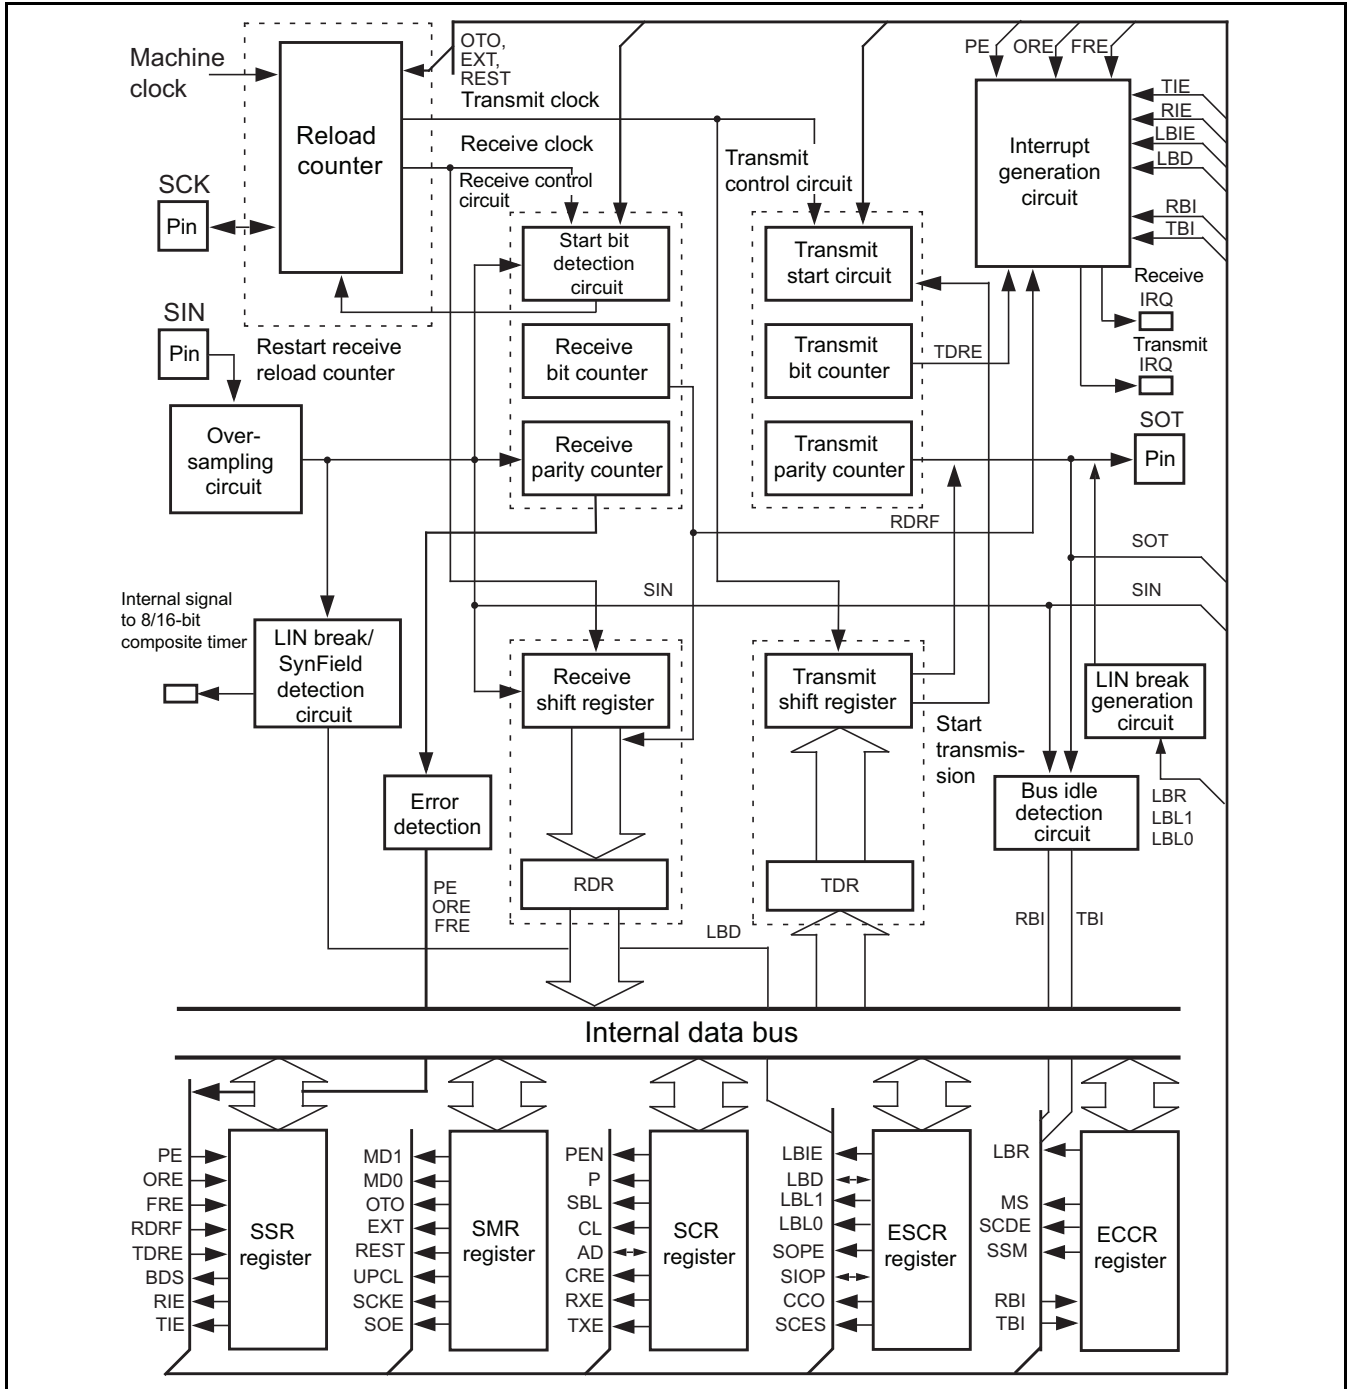 Machine
clock
OTO,
EXT,
REST
Transmit clock
PE
ORE
FRE
Reload
counter
Receive clock
Receive control
circuit
Transmit
control circuit
Interrupt
generation
circuit
TIE
RIE
LBIE
LBD
RBI
TBI
SCK
Pin
Start bit
detection
circuit
Transmit
start circuit
Receive
IRQ
Transmit
IRQ
SIN
Pin
Restart receive
reload counter
Receive
bit counter
Transmit
bit counter
TDRE
Over-
sampling
circuit
Receive
parity counter
Transmit
parity counter
SOT
Pin
RDRF
SOT
SIN
SIN
Internal signal
to 8/16-bit
composite timer
LIN break/
SynField
detection
circuit
Receive
shift register
Transmit
shift register
LIN break
generation
circuit
Start
transmis-
sion
Error
detection
Bus idle
detection
circuit
LBR
LBL1
LBL0
RDR
TDR
PE
ORE
FRE
LBD
RBI
TBI
Internal data bus
PE
ORE
FRE
RDRF
TDRE
BDS
RIE
TIE
SSR
register
MD1
MD0
OTO
EXT
REST
UPCL
SCKE
SOE
SMR
register
PEN
P
SBL
CL
AD
CRE
RXE
TXE
SCR
register
LBIE
LBD
LBL1
LBL0
SOPE
SIOP
CCO
SCES
ESCR
register
LBR
MS
SCDE
SSM
RBI
TBI
ECCR
register